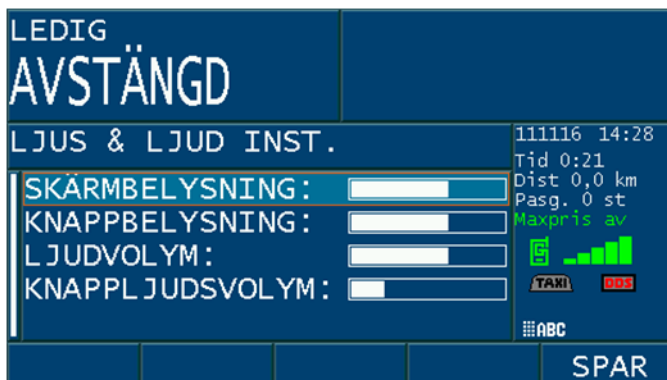 LEDIG
AVSTÄNGD
LJUS & LJUD INST.
SKÄRMBELYSNING:
KNAPPBELYSNING:
LJUDVOLYM:
KNAPPLJUDSVOLYM:
111116 14:28
Tid 0:21
Dist 0,0 km
Pasg. 0 st
Maxpris av
TAXI DDS
ABC
SPAR